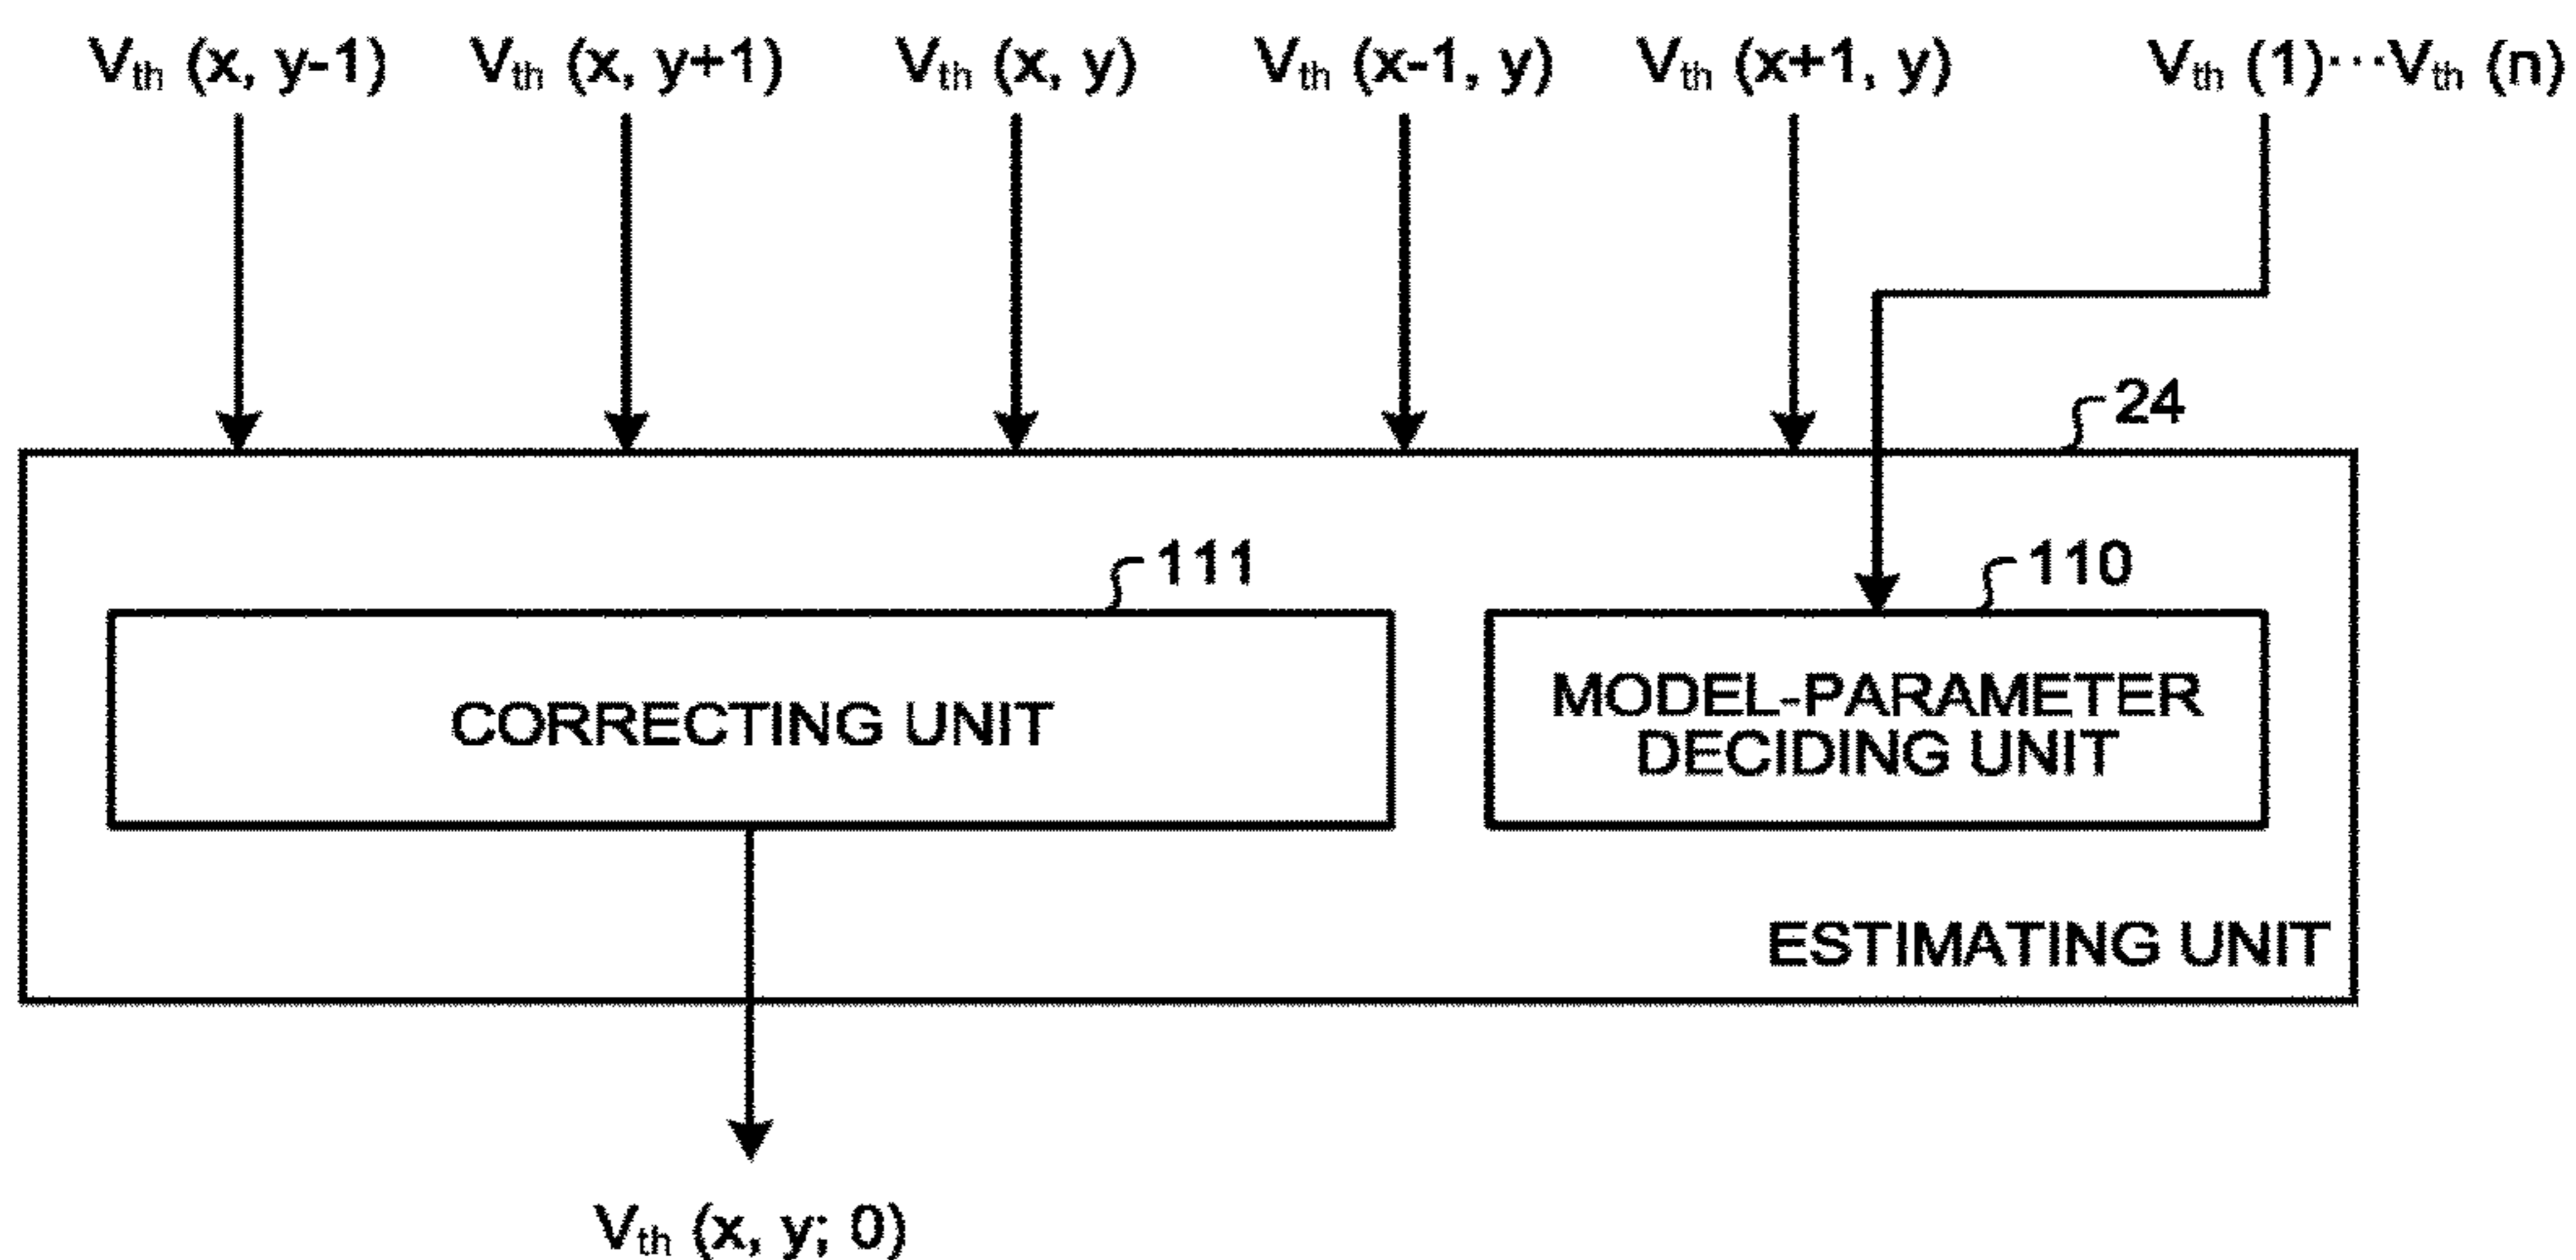 Vth (x, y-1) Vth (x, y+1) Vth (x, y) Vth (x-1, y) Vth (x+1, y) Vth (1)···Vth (n)
24
111
110
CORRECTING UNIT
MODEL-PARAMETER
DECIDING UNIT
ESTIMATING UNIT
Vth (x, y; 0)